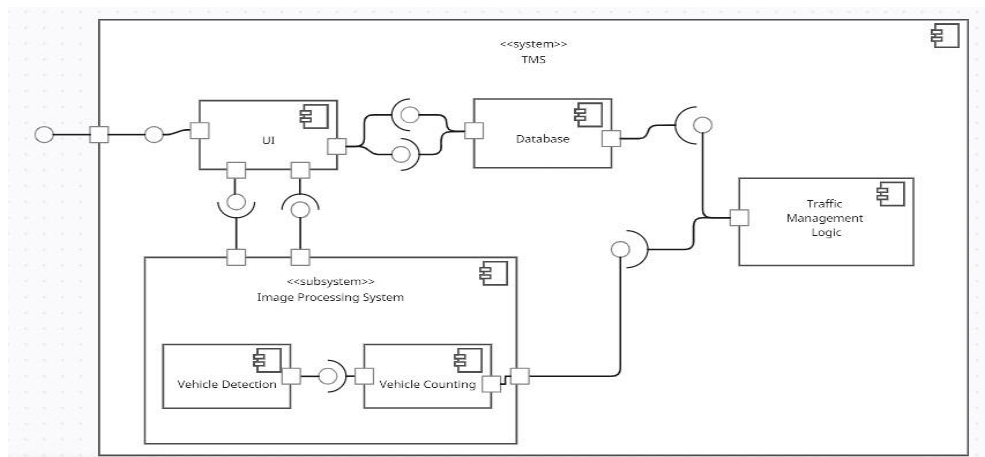 <<system>>
TMS
UI
Database
Traffic
Management
Logic
<<subsystem>>
Image Processing System
Vehicle Detection
Vehicle Counting